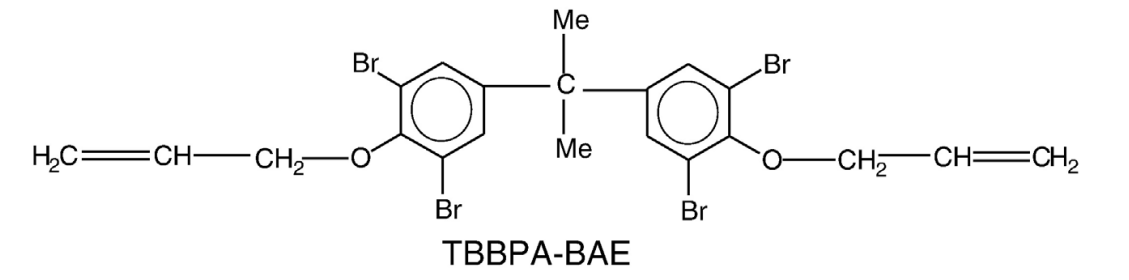 Me
Br C Br
H₂C CH CH₂ O Me O CH₂ CH CH₂
Br Br
TBBPA-BAE